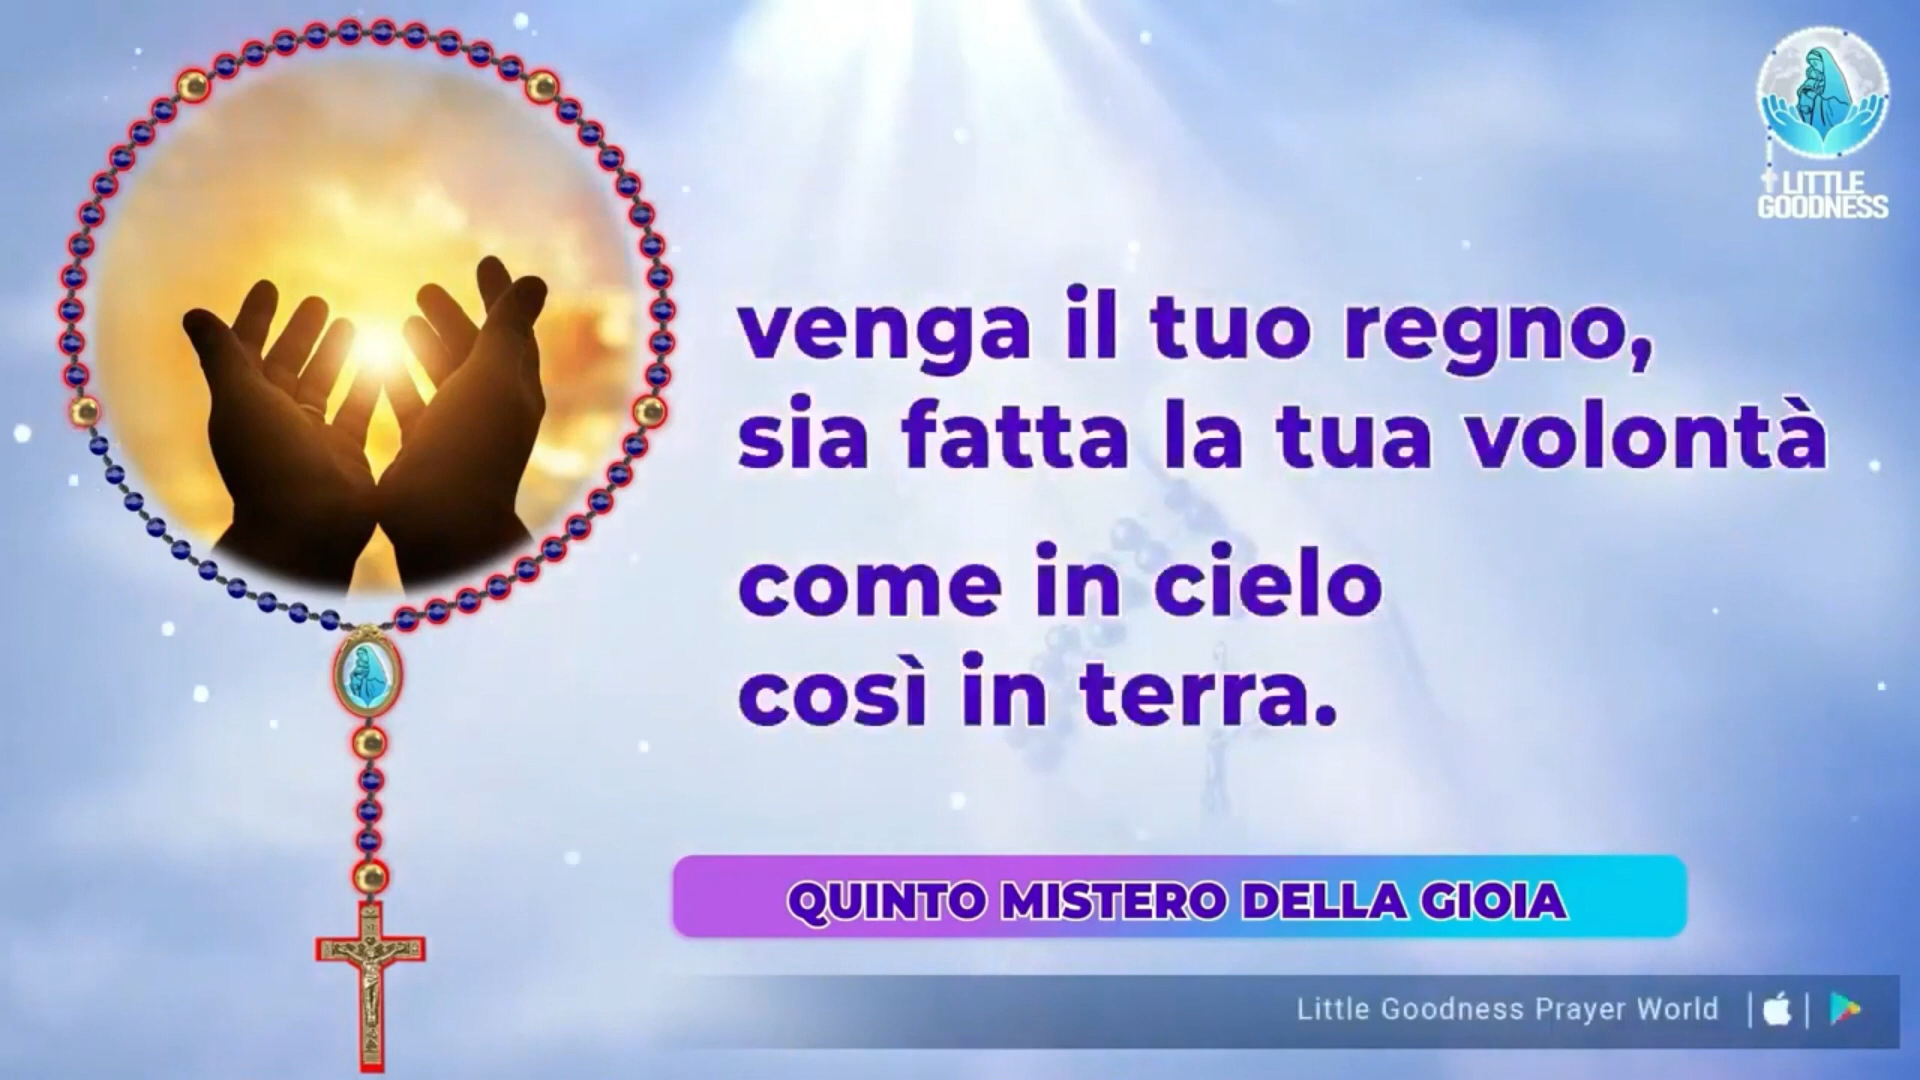 LITTLE
GOODNESS
venga il tuo regno,
sia fatta la tua volontà
come in cielo
così in terra.
QUINTO MISTERO DELLA GIOIA
Little Goodness Prayer World